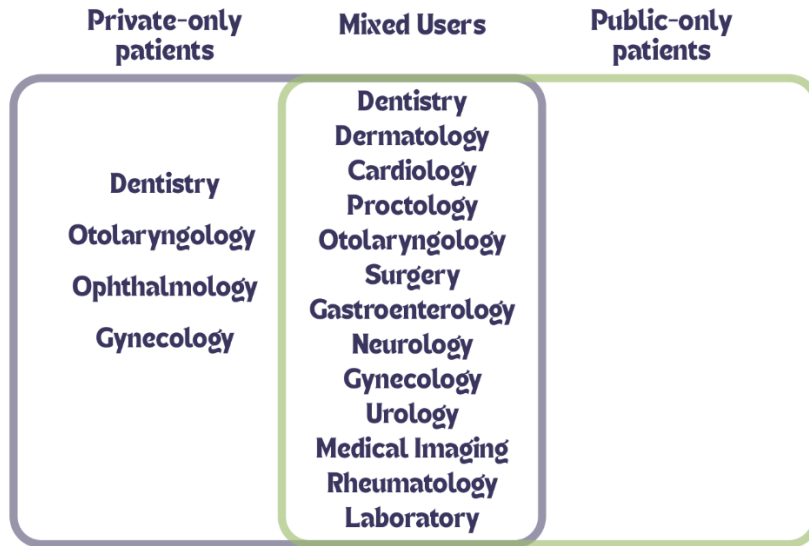 Private-only
patients
Mixed Users
Public-only
patients
Dentistry
Otolaryngology
Ophthalmology
Gynecology
Dentistry
Dermatology
Cardiology
Proctology
Otolaryngology
Surgery
Gastroenterology
Neurology
Gynecology
Urology
Medical Imaging
Rheumatology
Laboratory